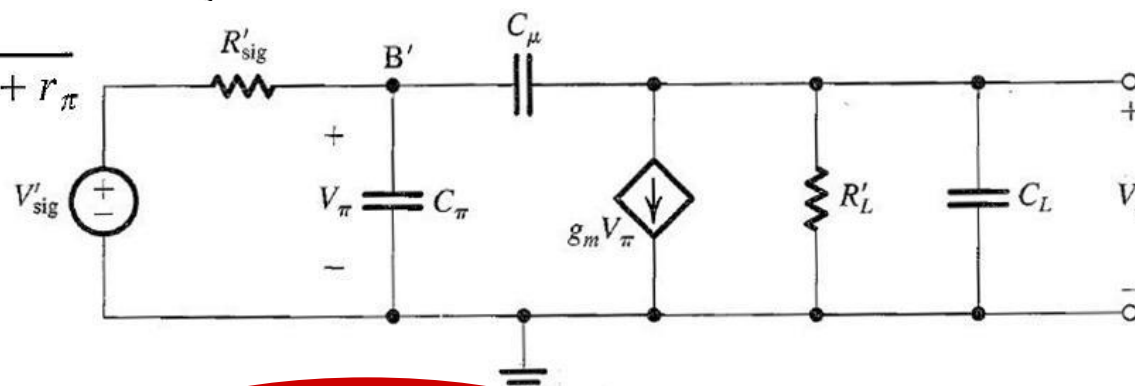 C_μ
R'_sig
B'
+ r_π
+
+
+
−
V'_sig
V_π
C_π
g_m V_π
R'_L
C_L
V
−
−